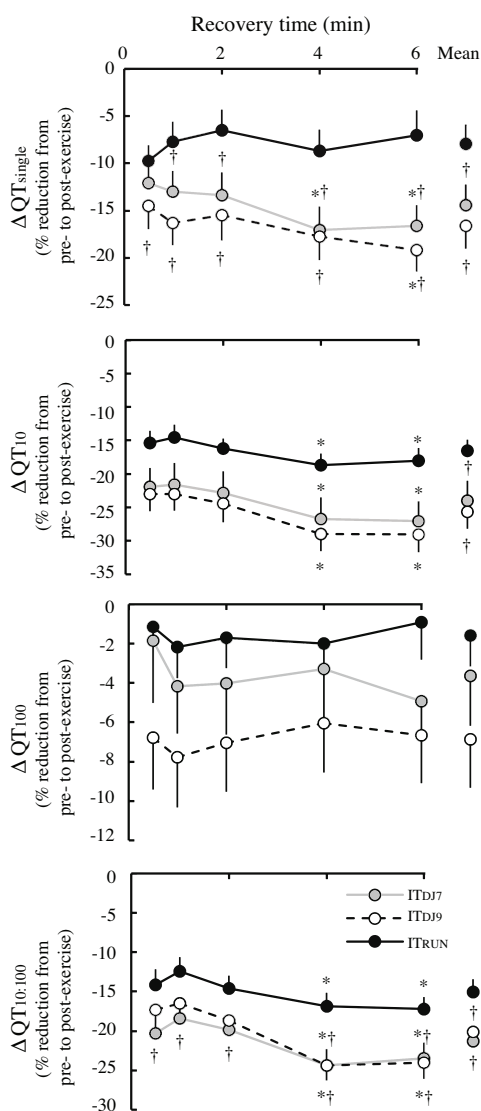 Recovery time (min)
0 2 4 6 Mean
0
-5
-10
-15
-20
-25
ΔQTsingle
(% reduction from
pre- to post-exercise)
† †
*† *† †
† † † † *† †
0
-5
-10
-15
-20
-25
-30
-35
ΔQT10
(% reduction from
pre- to post-exercise)
* * †
* *
* * †
0
-2
-4
-6
-8
-10
-12
ΔQT100
(% reduction from
pre- to post-exercise)
0
-5
-10
-15
-20
-25
-30
ΔQT10:100
(% reduction from
pre- to post-exercise)
ITDJ7
ITDJ9
ITRUN
* *
†
*† *†
† † † †
*† *†